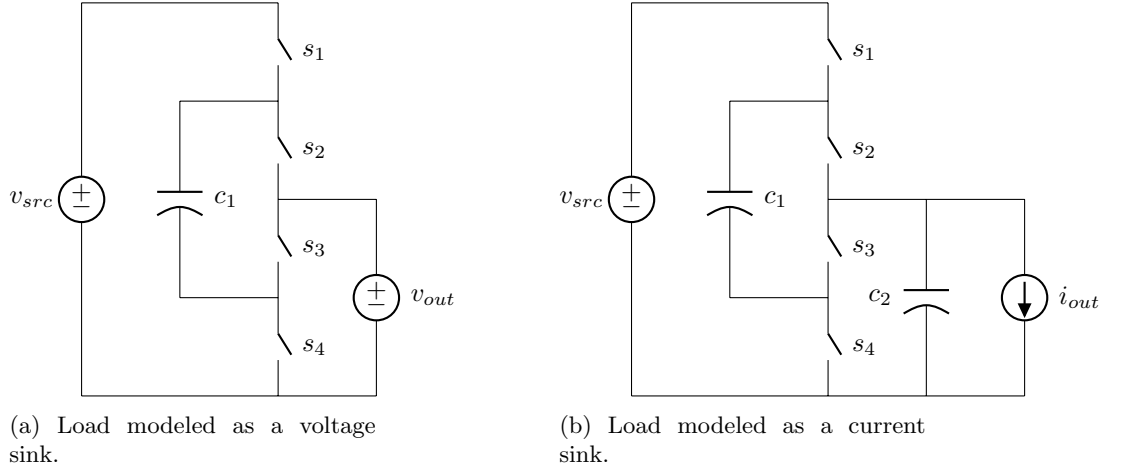 s1
s2
vsrc
c1
s3
vout
s4
(a) Load modeled as a voltage
sink.
s1
s2
vsrc
c1
s3
c2
iout
s4
(b) Load modeled as a current
sink.